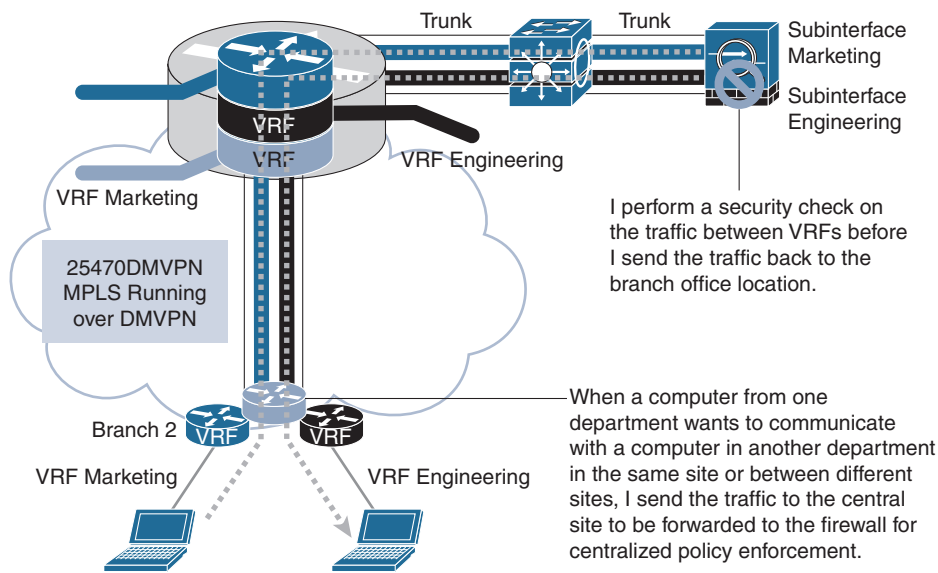 Trunk
Trunk
Subinterface
Marketing
Subinterface
Engineering
VRF
VRF
VRF Engineering
VRF Marketing
I perform a security check on
the traffic between VRFs before
I send the traffic back to the
branch office location.
25470DMVPN
MPLS Running
over DMVPN
Branch 2
VRF
VRF
VRF Marketing
VRF Engineering
When a computer from one
department wants to communicate
with a computer in another department
in the same site or between different
sites, I send the traffic to the central
site to be forwarded to the firewall for
centralized policy enforcement.